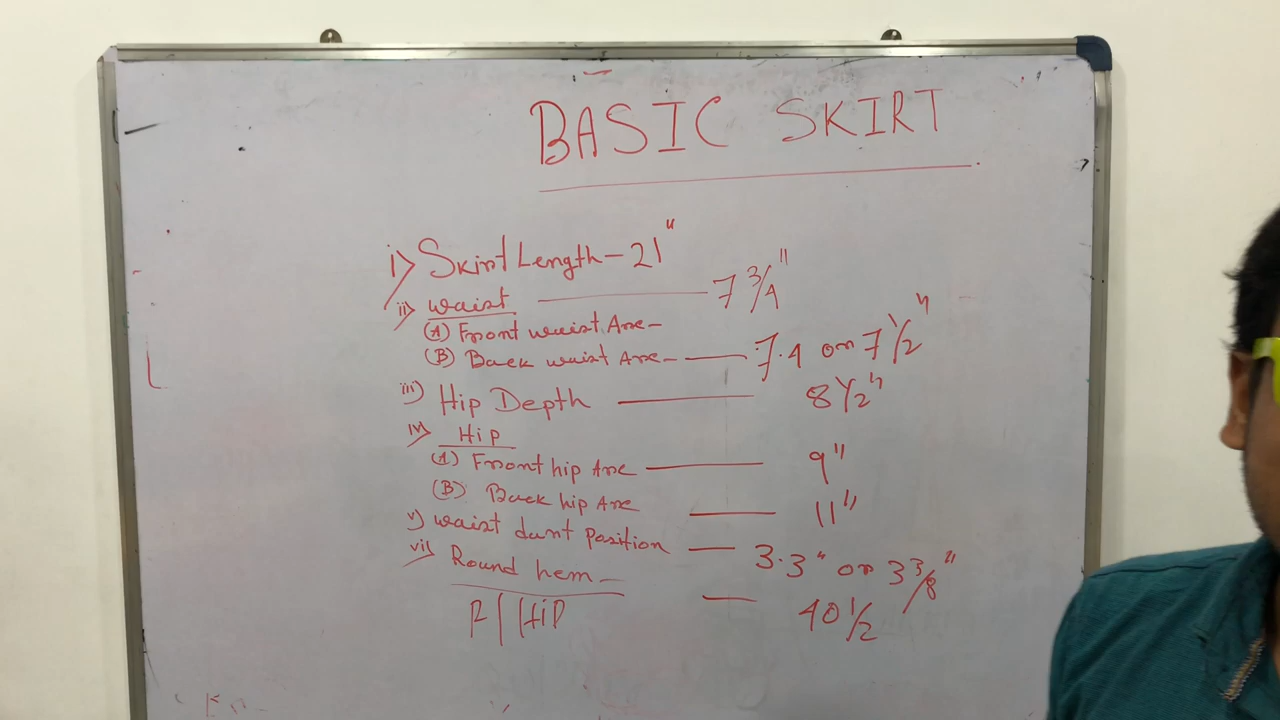 BASIC SKIRT
i) Skirt Length - 21"
ii) Waist
(A) Front waist Arc - 7 3/4"
(B) Back waist Arc - 7.4 or 7 1/2"
iii) Hip Depth 8 1/2"
iv) Hip
(A) Front hip Arc 9"
(B) Back hip Arc 11"
v) Waist dart position 3.3" or 3 3/8"
vi) Round hem - 40 1/2
F/Hip